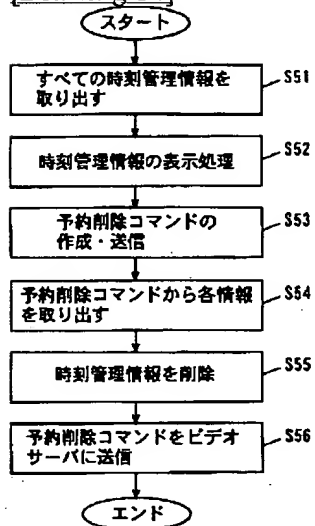 スタート
すべての時刻管理情報を
取り出す
S51
時刻管理情報の表示処理
S52
予約削除コマンドの
作成・送信
S53
予約削除コマンドから各情報
を取り出す
S54
時刻管理情報を削除
S55
予約削除コマンドをビデオ
サーバに送信
S56
エンド